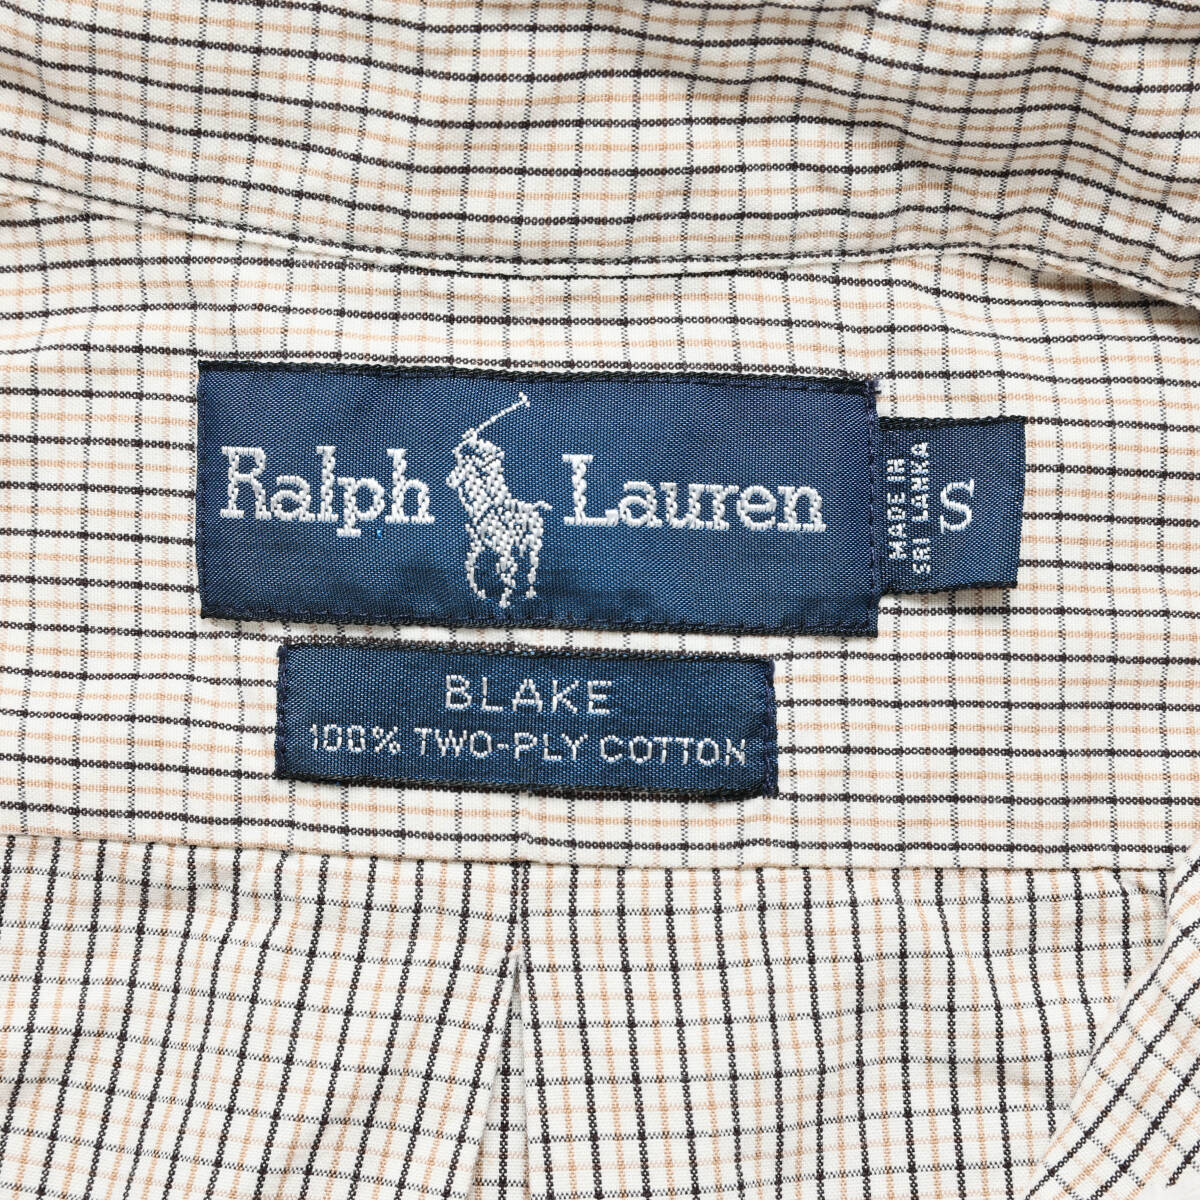 Ralph Lauren
MADE IN
SRI LANKA
S
BLAKE
100% TWO-PLY COTTON